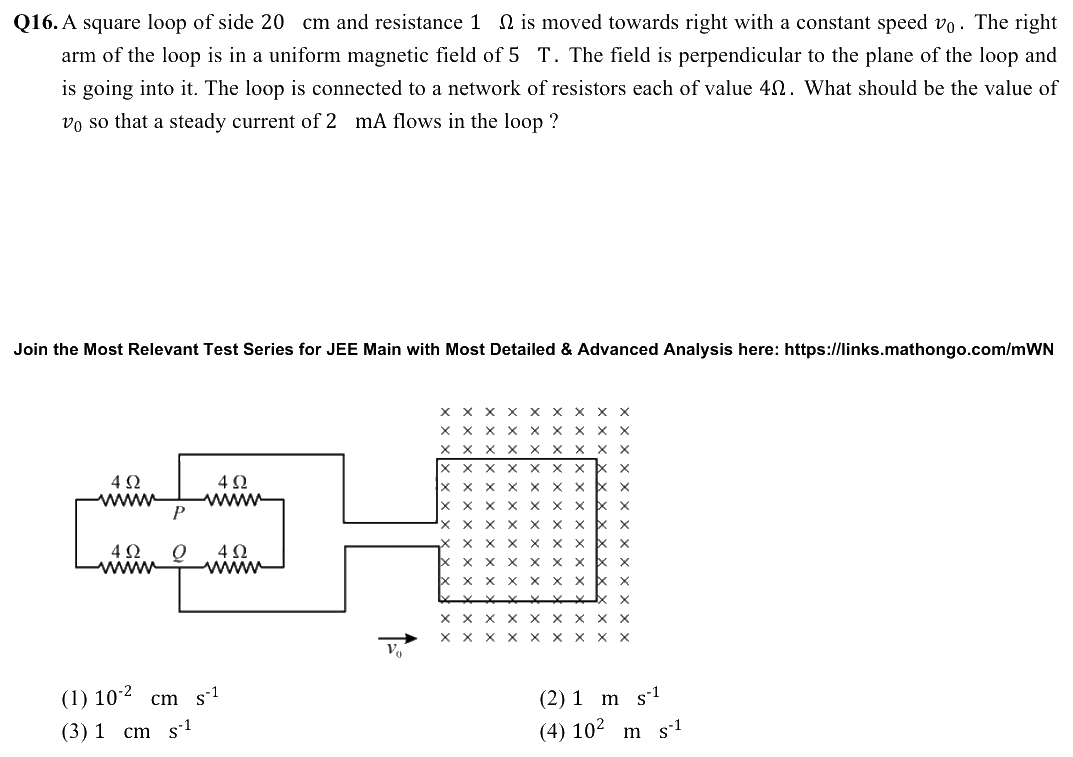 Q16. A square loop of side 20 cm and resistance 1 Ω is moved towards right with a constant speed v₀. The right
arm of the loop is in a uniform magnetic field of 5 T. The field is perpendicular to the plane of the loop and
is going into it. The loop is connected to a network of resistors each of value 4Ω. What should be the value of
v₀ so that a steady current of 2 mA flows in the loop ?
Join the Most Relevant Test Series for JEE Main with Most Detailed & Advanced Analysis here: https://links.mathongo.com/mWN
4 Ω 4 Ω
P
4 Ω Q 4 Ω
v₀
(1) 10⁻² cm s⁻¹ (2) 1 m s⁻¹
(3) 1 cm s⁻¹ (4) 10² m s⁻¹